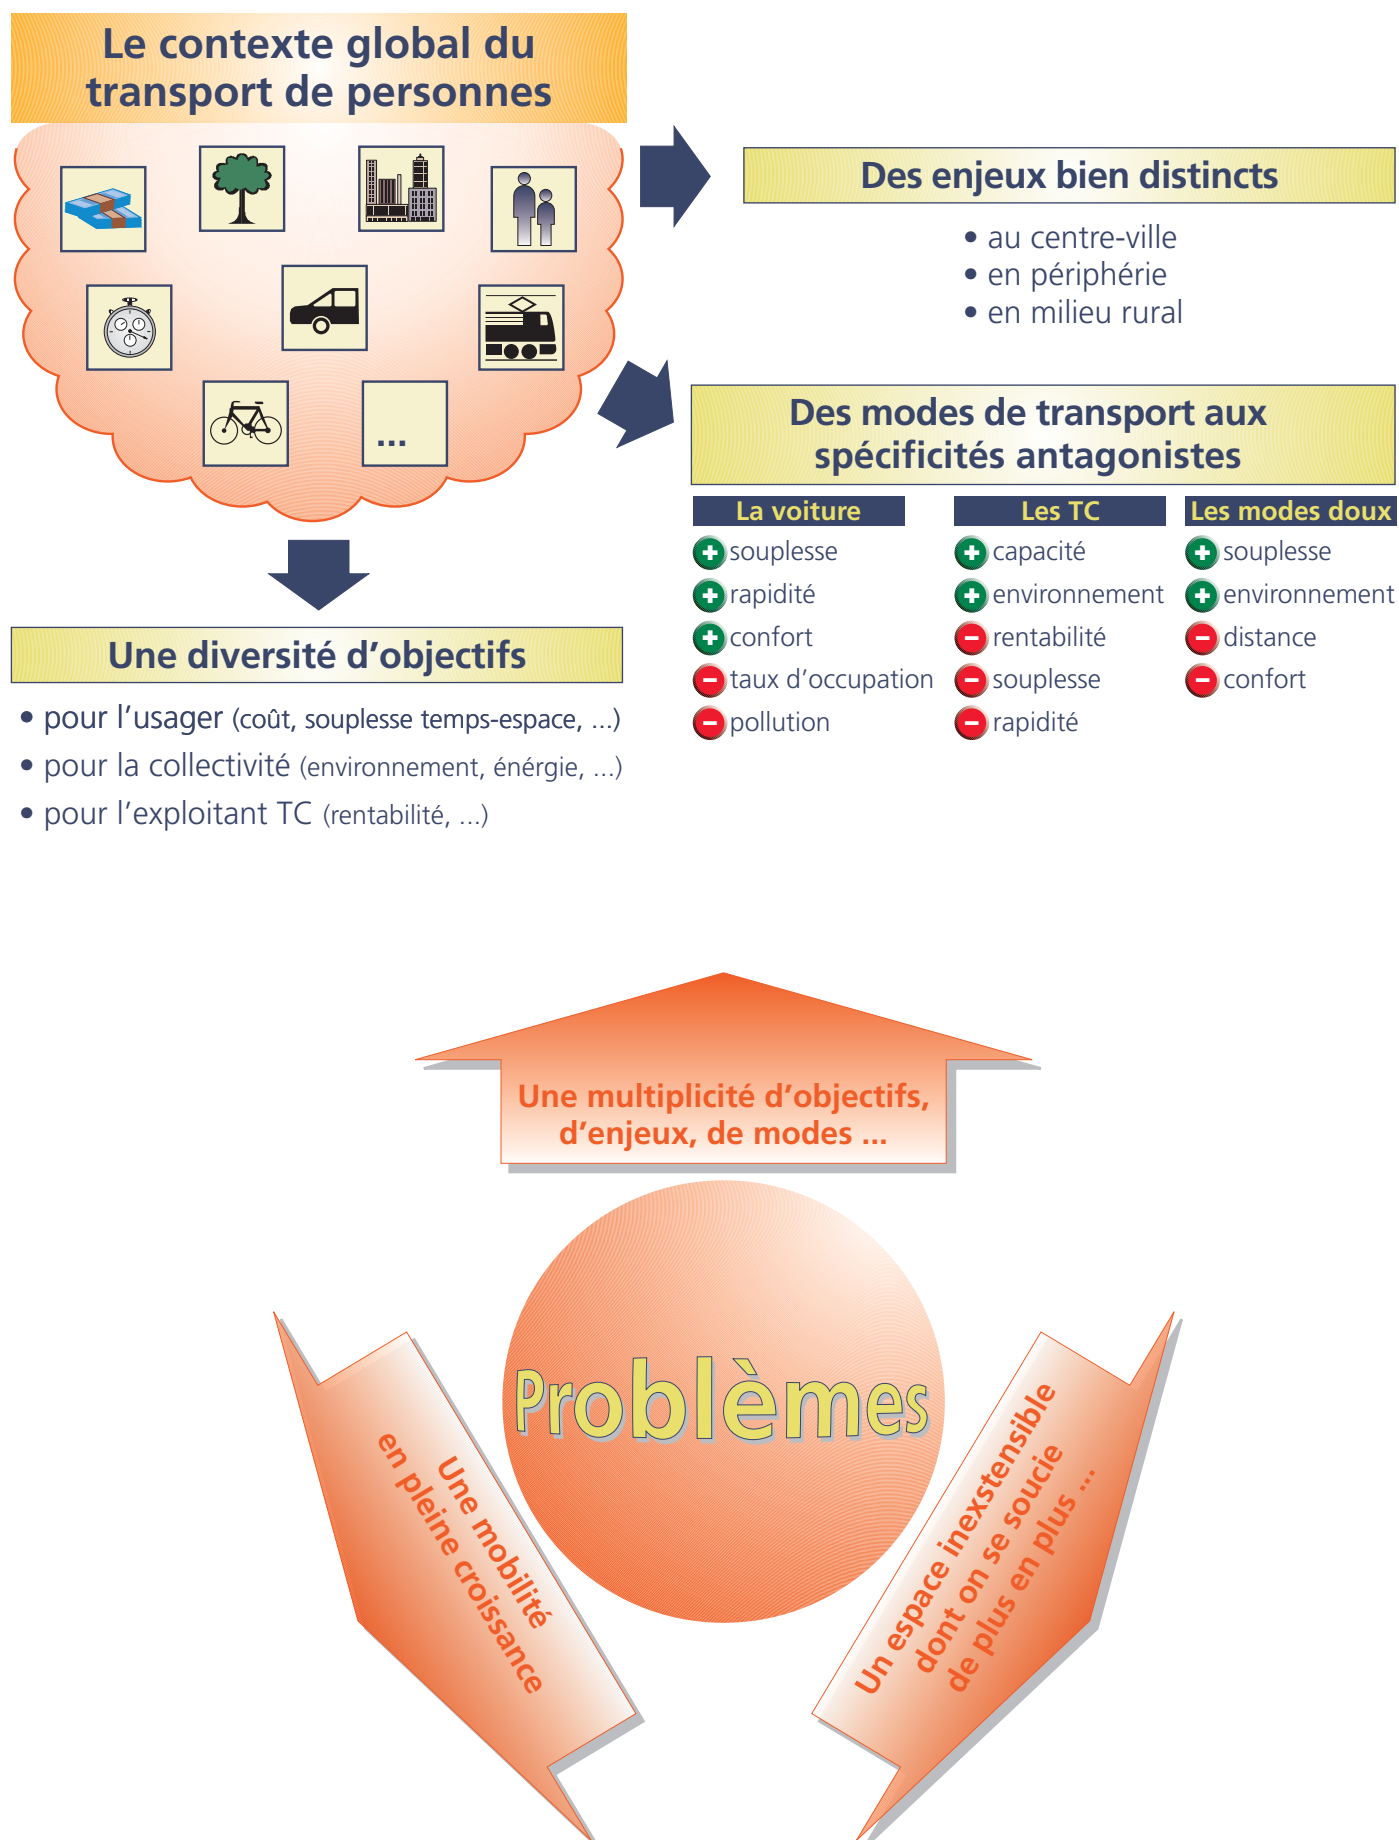 Le contexte global du
transport de personnes
...
Des enjeux bien distincts
• au centre-ville
• en périphérie
• en milieu rural
Des modes de transport aux
spécificités antagonistes
La voiture
+ souplesse
+ rapidité
+ confort
− taux d'occupation
− pollution
Les TC
+ capacité
+ environnement
− rentabilité
− souplesse
− rapidité
Les modes doux
+ souplesse
+ environnement
− distance
− confort
Une diversité d'objectifs
• pour l'usager (coût, souplesse temps-espace, ...)
• pour la collectivité (environnement, énérgie, ...)
• pour l'exploitant TC (rentabilité, ...)
Une multiplicité d'objectifs,
d'enjeux, de modes ...
Problèmes
Une mobilité
en pleine croissance
Un espace inexstensible
dont on se soucie
de plus en plus ...